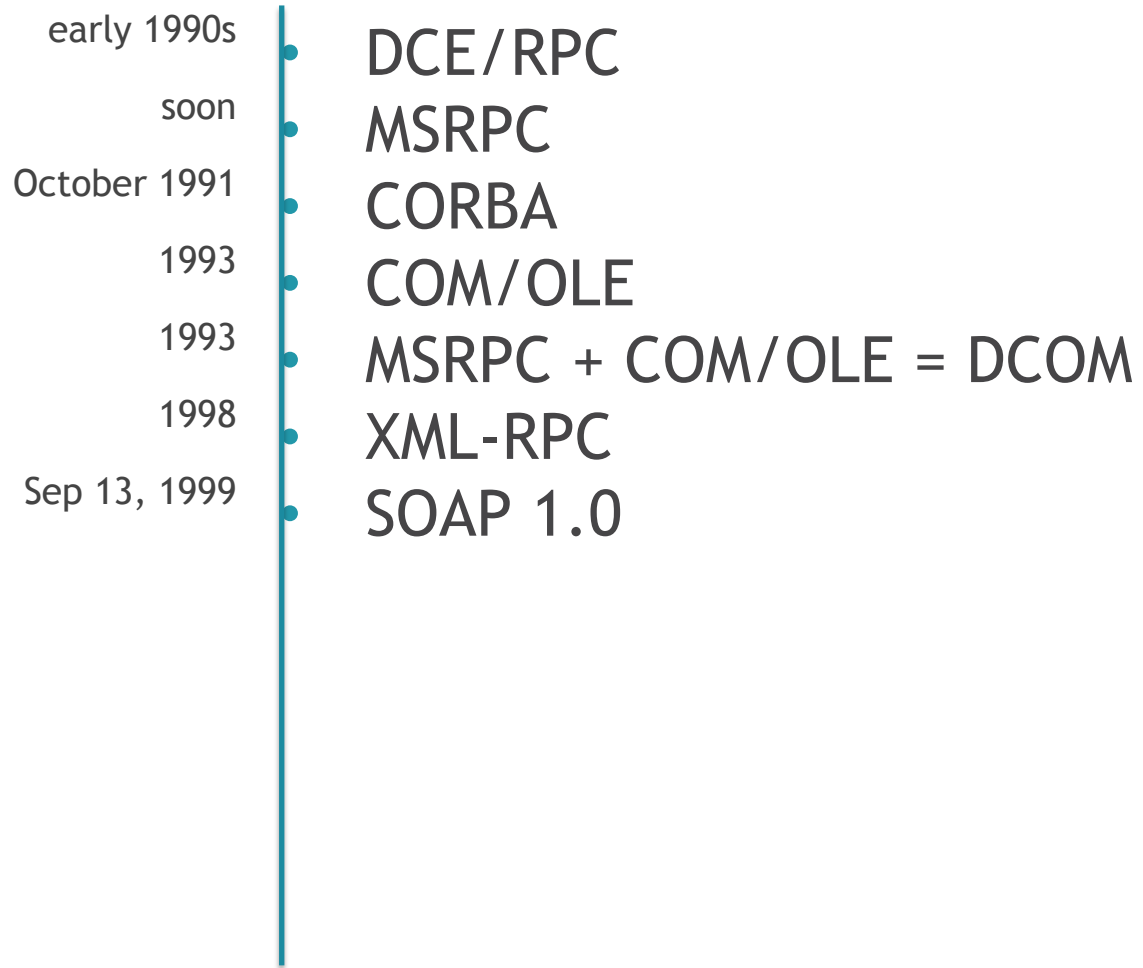 early 1990s
DCE/RPC
soon
MSRPC
October 1991
CORBA
1993
COM/OLE
1993
MSRPC + COM/OLE = DCOM
1998
XML-RPC
Sep 13, 1999
SOAP 1.0